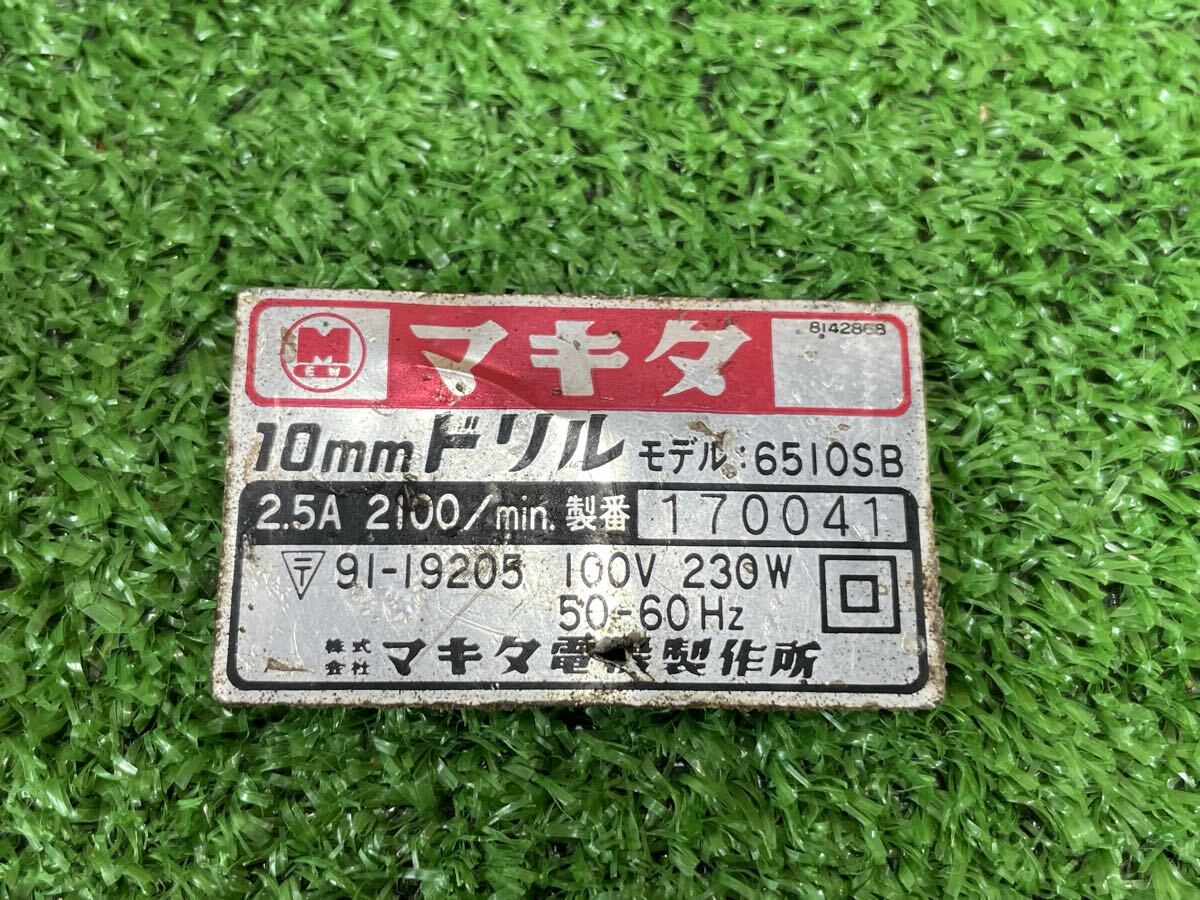 M
M
E W
マキタ
814286B
10mmドリル モデル:6510SB
2.5A 2100/min. 製番 170041
〒 91-19205 100V 230W
50-60Hz
株式会社 マキタ電機製作所